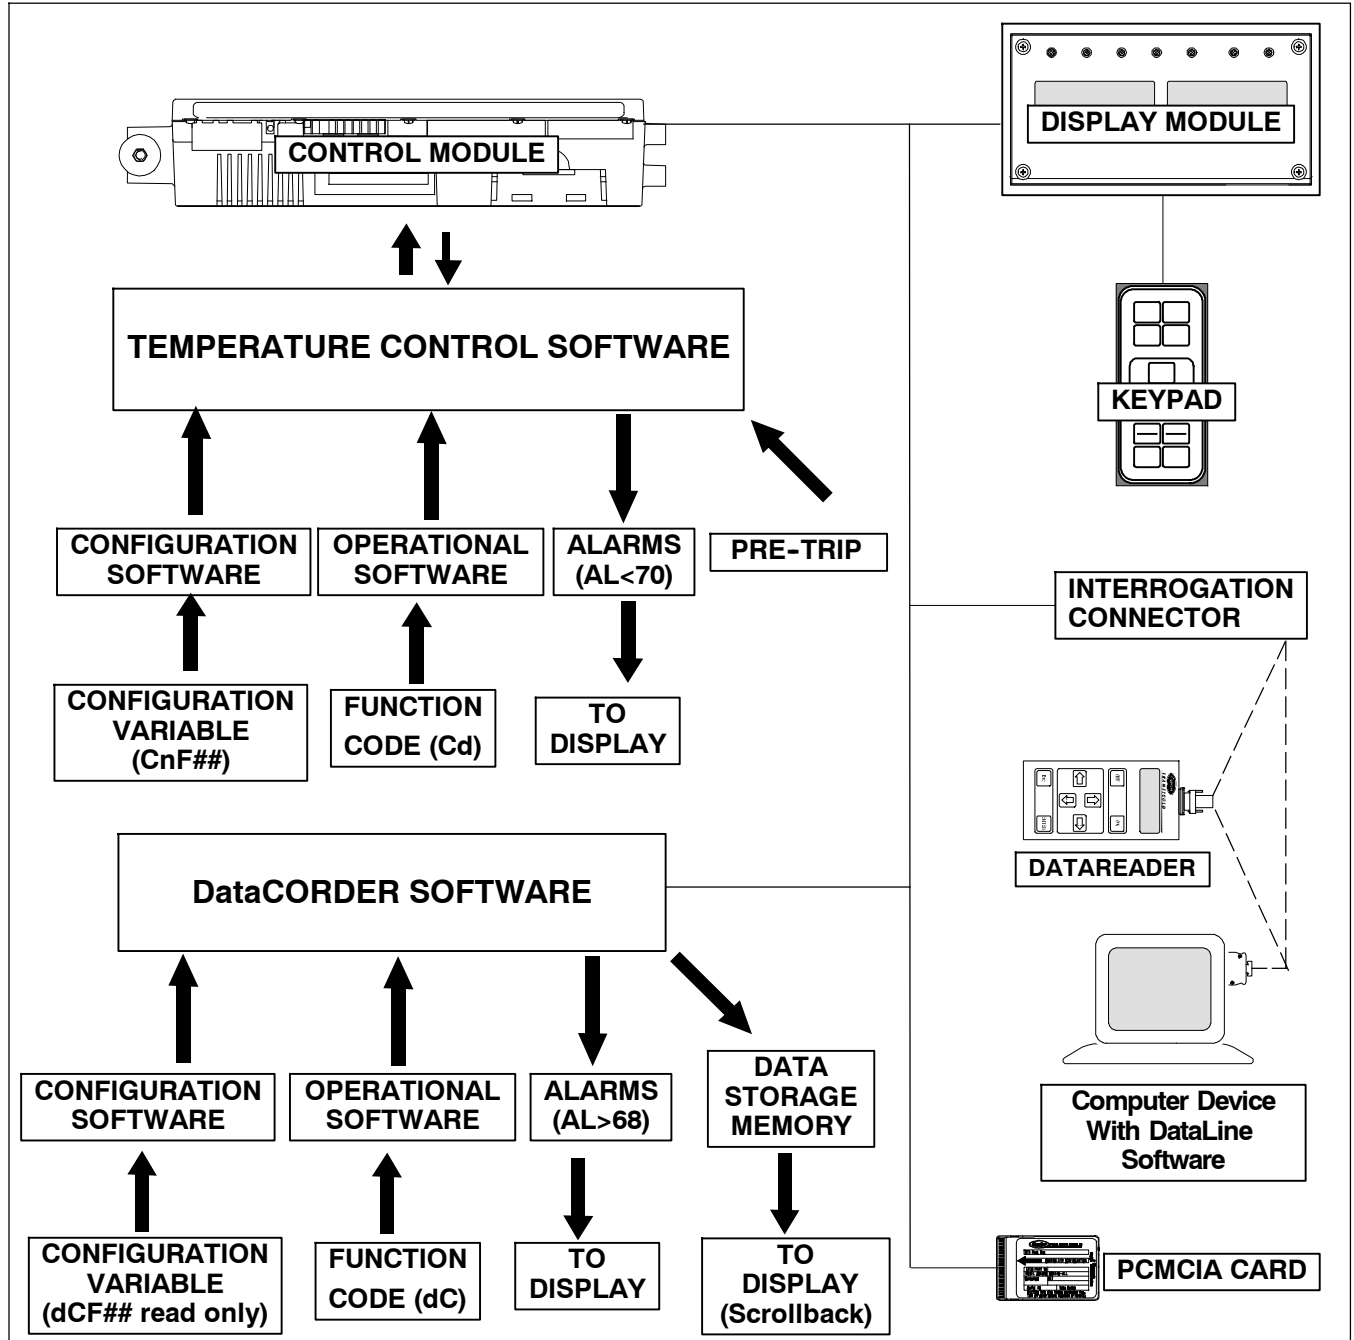 CONTROL MODULE
DISPLAY MODULE
KEYPAD
TEMPERATURE CONTROL SOFTWARE
CONFIGURATION
SOFTWARE
OPERATIONAL
SOFTWARE
ALARMS
(AL<70)
PRE-TRIP
CONFIGURATION
VARIABLE
(CnF##)
FUNCTION
CODE (Cd)
TO
DISPLAY
INTERROGATION
CONNECTOR
DATAREADER
DataCORDER SOFTWARE
CONFIGURATION
SOFTWARE
OPERATIONAL
SOFTWARE
ALARMS
(AL>68)
DATA
STORAGE
MEMORY
Computer Device
With DataLine
Software
CONFIGURATION
VARIABLE
(dCF## read only)
FUNCTION
CODE (dC)
TO
DISPLAY
TO
DISPLAY
(Scrollback)
PCMCIA CARD